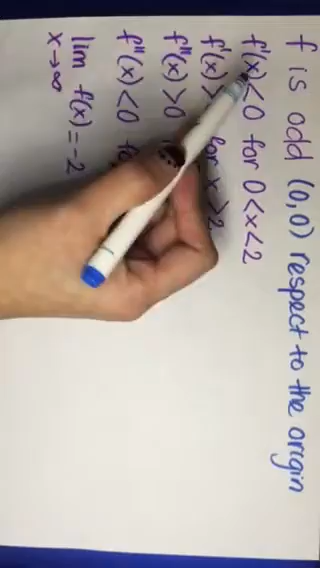 f is odd (0,0) respect to the origin
f'(x)<0 for 0<x<2
f'(x)> for x>2
f''(x)>0
f''(x)<0
lim f(x)=-2
x→∞